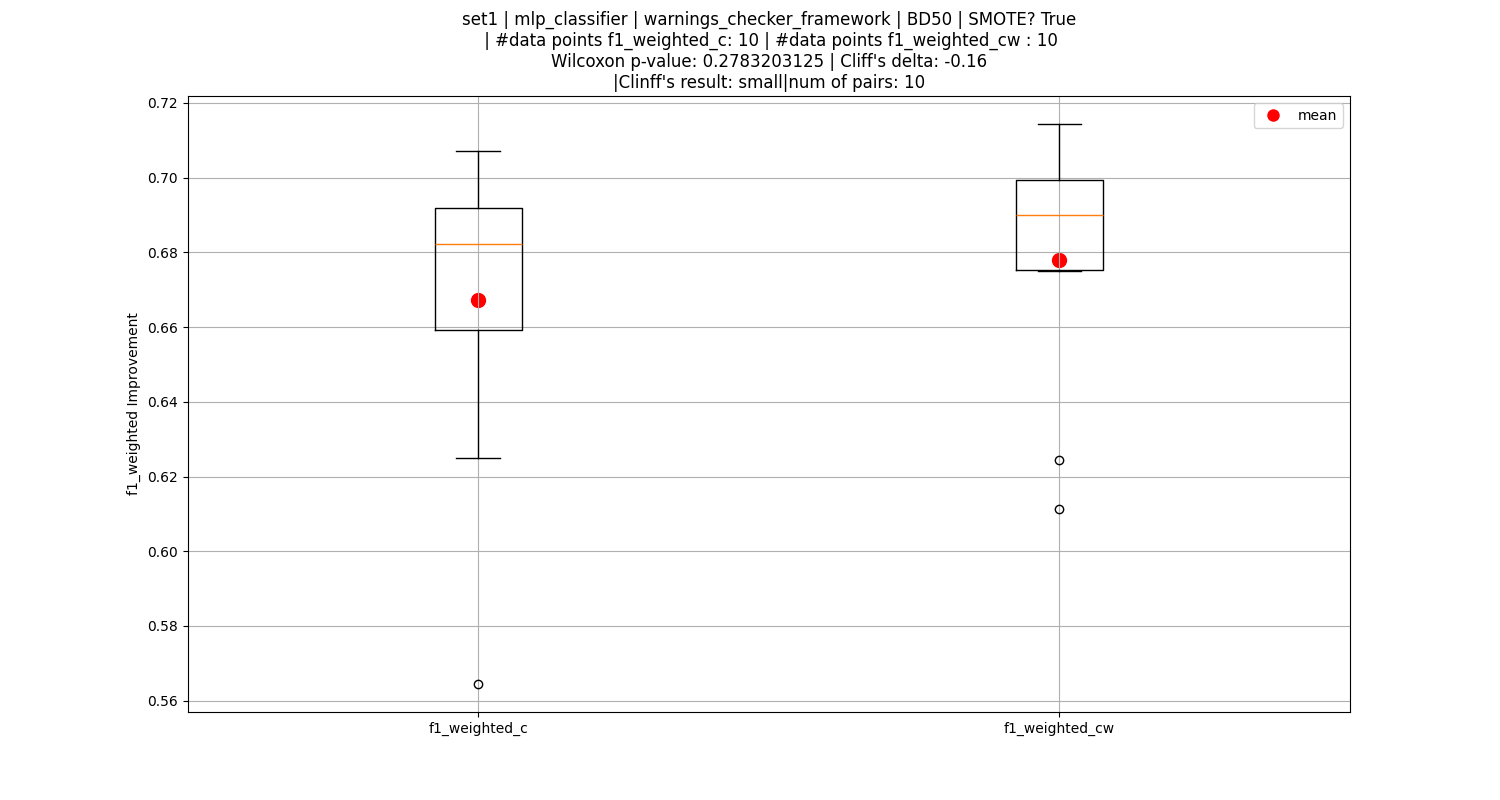 set1 | mlp_classifier | warnings_checker_framework | BD50 | SMOTE? True
| #data points f1_weighted_c: 10 | #data points f1_weighted_cw : 10
Wilcoxon p-value: 0.2783203125 | Cliff's delta: -0.16
|Clinff's result: small|num of pairs: 10
mean
f1_weighted Improvement
0.72
0.70
0.68
0.66
0.64
0.62
0.60
0.58
0.56
f1_weighted_c
f1_weighted_cw